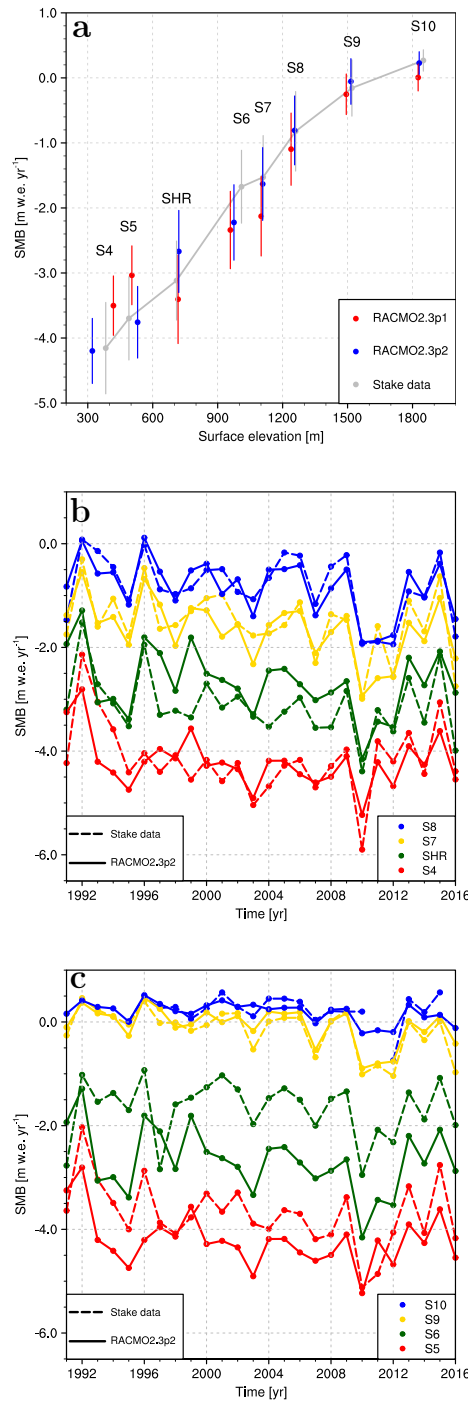 a
SMB [m w.e. yr⁻¹]
1.0
0.0
-1.0
-2.0
-3.0
-4.0
-5.0
S4
S5
SHR
S6
S7
S8
S9
S10
RACMO2.3p1
RACMO2.3p2
Stake data
300 600 900 1200 1500 1800
Surface elevation [m]
b
SMB [m w.e. yr⁻¹]
0.0
-2.0
-4.0
-6.0
Stake data
RACMO2.3p2
S8
S7
SHR
S4
1992 1996 2000 2004 2008 2012 2016
Time [yr]
c
SMB [m w.e. yr⁻¹]
0.0
-2.0
-4.0
-6.0
Stake data
RACMO2.3p2
S10
S9
S6
S5
1992 1996 2000 2004 2008 2012 2016
Time [yr]